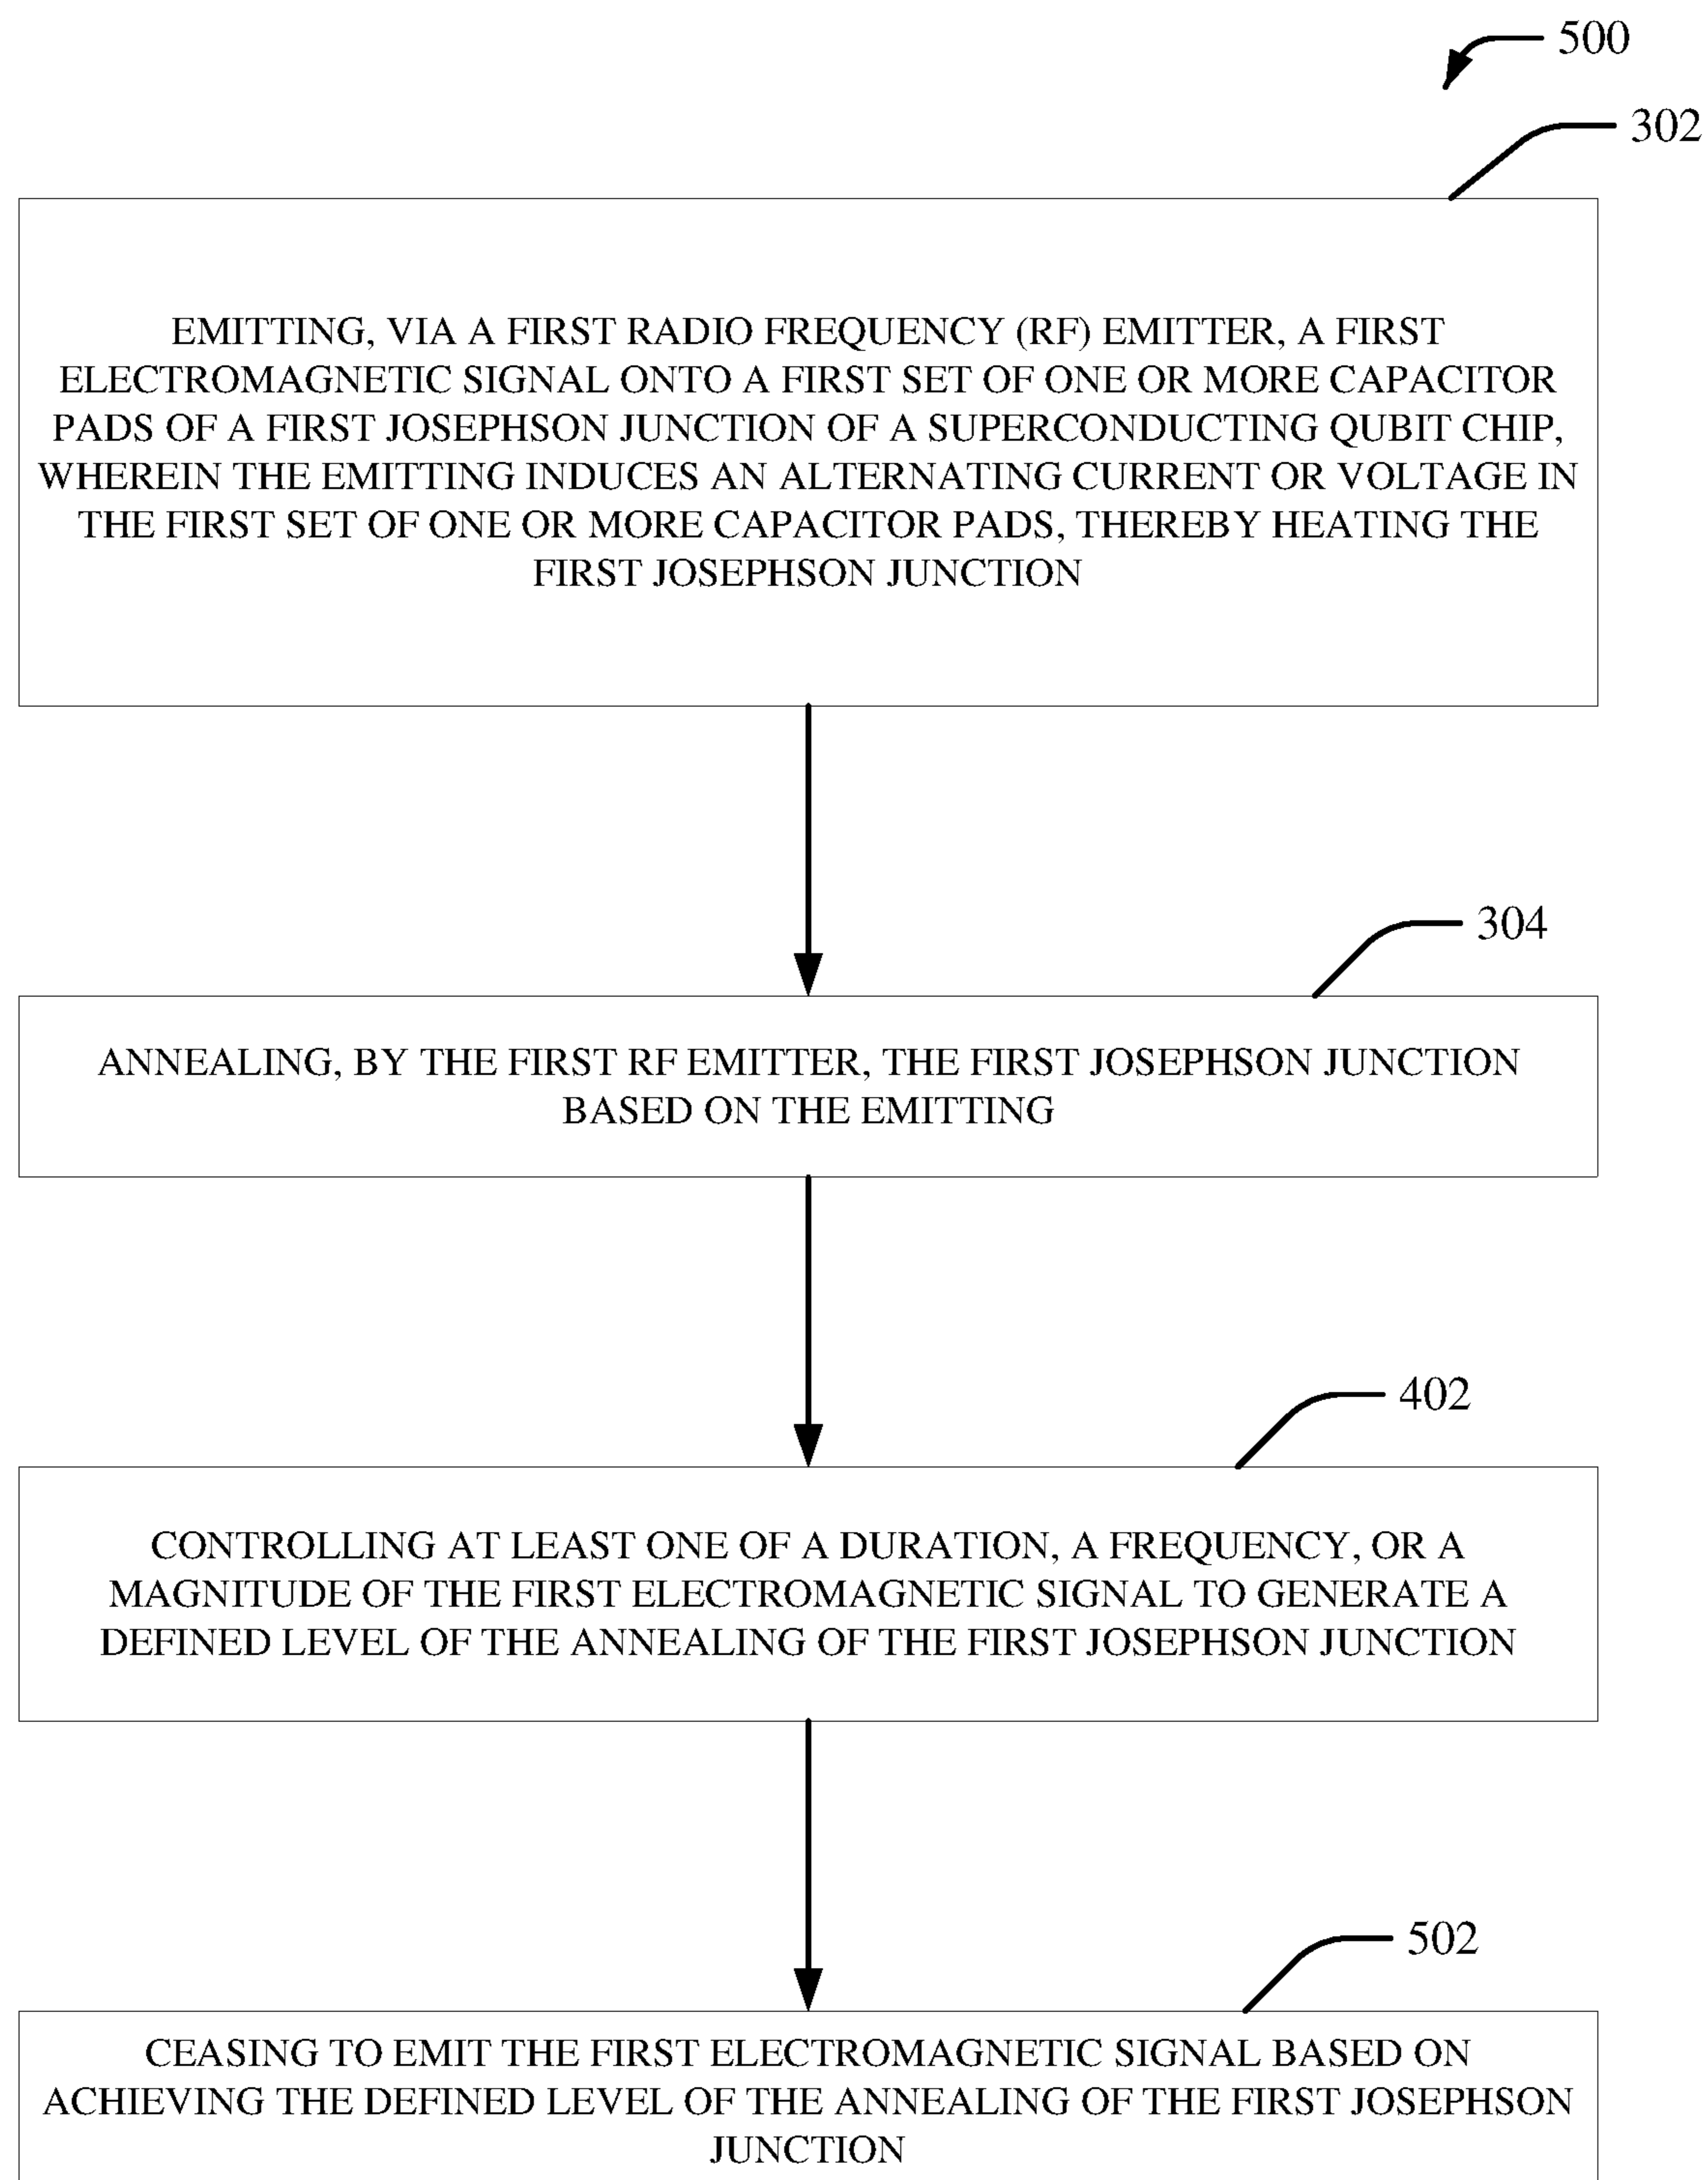 500
302
EMITTING, VIA A FIRST RADIO FREQUENCY (RF) EMITTER, A FIRST
ELECTROMAGNETIC SIGNAL ONTO A FIRST SET OF ONE OR MORE CAPACITOR
PADS OF A FIRST JOSEPHSON JUNCTION OF A SUPERCONDUCTING QUBIT CHIP,
WHEREIN THE EMITTING INDUCES AN ALTERNATING CURRENT OR VOLTAGE IN
THE FIRST SET OF ONE OR MORE CAPACITOR PADS, THEREBY HEATING THE
FIRST JOSEPHSON JUNCTION
304
ANNEALING, BY THE FIRST RF EMITTER, THE FIRST JOSEPHSON JUNCTION
BASED ON THE EMITTING
402
CONTROLLING AT LEAST ONE OF A DURATION, A FREQUENCY, OR A
MAGNITUDE OF THE FIRST ELECTROMAGNETIC SIGNAL TO GENERATE A
DEFINED LEVEL OF THE ANNEALING OF THE FIRST JOSEPHSON JUNCTION
502
CEASING TO EMIT THE FIRST ELECTROMAGNETIC SIGNAL BASED ON
ACHIEVING THE DEFINED LEVEL OF THE ANNEALING OF THE FIRST JOSEPHSON
JUNCTION